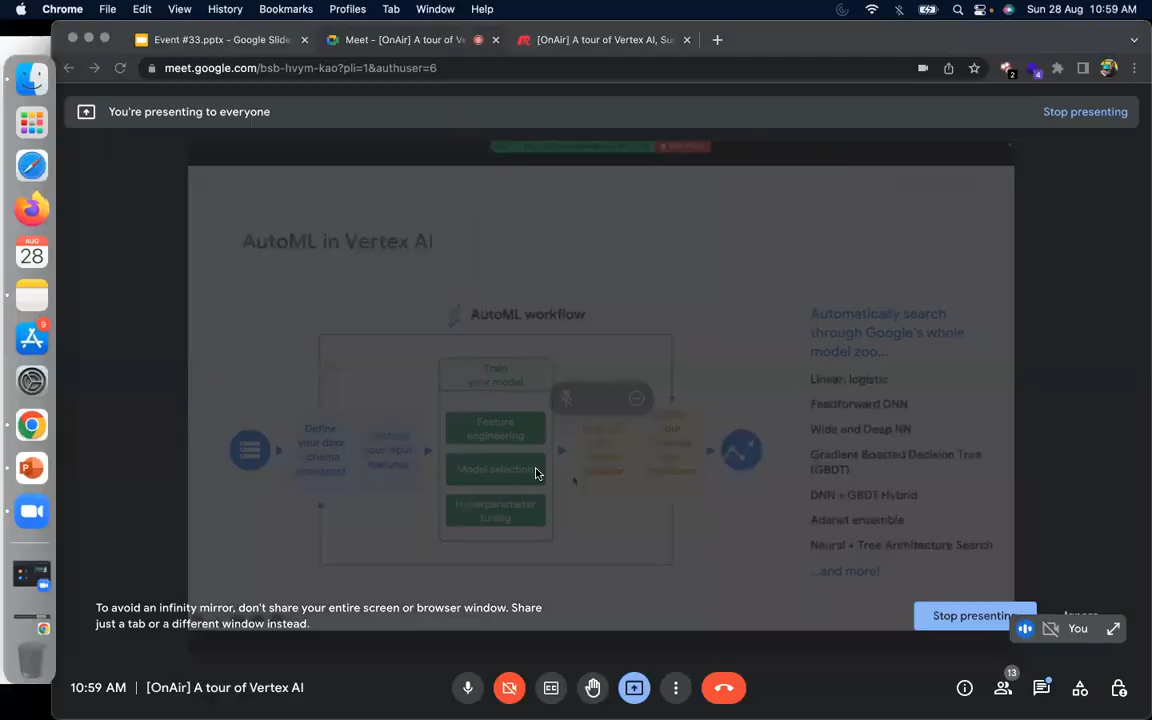 Chrome File Edit View History Bookmarks Profiles Tab Window Help Sun 28 Aug 10:59 AM
Event #33.pptx - Google Slide Meet - [OnAir] A tour of Ve [OnAir] A tour of Vertex AI, Su
meet.google.com/bsb-hvym-kao?pli=1&authuser=6 2 4
You're presenting to everyone Stop presenting
AutoML in Vertex AI
AUG
28
9
AutoML workflow
Train
your model
Feature
engineering
Model selection
Hyperparameter
tuning
Define
your data
schema
your input
features
Automatically search
through Google's whole
model zoo...
Linear, logistic
Feedforward DNN
Wide and Deep NN
Gradient Boosted Decision Tree
(GBDT)
DNN + GBDT Hybrid
Adanet ensemble
Neural + Tree Architecture Search
...and more!
To avoid an infinity mirror, don't share your entire screen or browser window. Share
just a tab or a different window instead.
Stop presenting
You
10:59 AM | [OnAir] A tour of Vertex AI
13